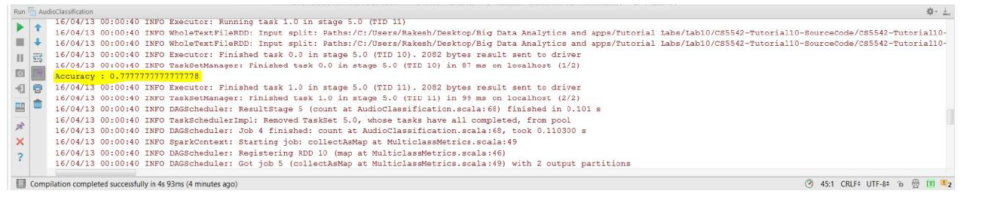 Run AudioClassification
16/04/13 00:00:40 INFO Executor: Running task 1.0 in stage 5.0 (TID 11)
16/04/13 00:00:40 INFO WholeTextFileRDD: Input split: Paths:/C:/Users/Rakesh/Desktop/Big Data Analytics and apps/Tutorial Labs/Lab10/CS5542-Tutorial10-SourceCode/CS5542-Tutorial10-
16/04/13 00:00:40 INFO WholeTextFileRDD: Input split: Paths:/C:/Users/Rakesh/Desktop/Big Data Analytics and apps/Tutorial Labs/Lab10/CS5542-Tutorial10-SourceCode/CS5542-Tutorial10-
16/04/13 00:00:40 INFO Executor: Finished task 0.0 in stage 5.0 (TID 10). 2082 bytes result sent to driver
16/04/13 00:00:40 INFO TaskSetManager: Finished task 0.0 in stage 5.0 (TID 10) in 87 ms on localhost (1/2)
Accuracy : 0.7777777777777778
16/04/13 00:00:40 INFO Executor: Finished task 1.0 in stage 5.0 (TID 11). 2082 bytes result sent to driver
16/04/13 00:00:40 INFO TaskSetManager: Finished task 1.0 in stage 5.0 (TID 11) in 99 ms on localhost (2/2)
16/04/13 00:00:40 INFO DAGScheduler: ResultStage 5 (count at AudioClassification.scala:68) finished in 0.101 s
16/04/13 00:00:40 INFO TaskSchedulerImpl: Removed TaskSet 5.0, whose tasks have all completed, from pool
16/04/13 00:00:40 INFO DAGScheduler: Job 4 finished: count at AudioClassification.scala:68, took 0.110300 s
16/04/13 00:00:40 INFO SparkContext: Starting job: collectAsMap at MulticlassMetrics.scala:49
16/04/13 00:00:40 INFO DAGScheduler: Registering RDD 10 (map at MulticlassMetrics.scala:46)
16/04/13 00:00:40 INFO DAGScheduler: Got job 5 (collectAsMap at MulticlassMetrics.scala:49) with 2 output partitions
Compilation completed successfully in 4s 93ms (4 minutes ago) 45:1 CRLF÷ UTF-8÷ [T] 2